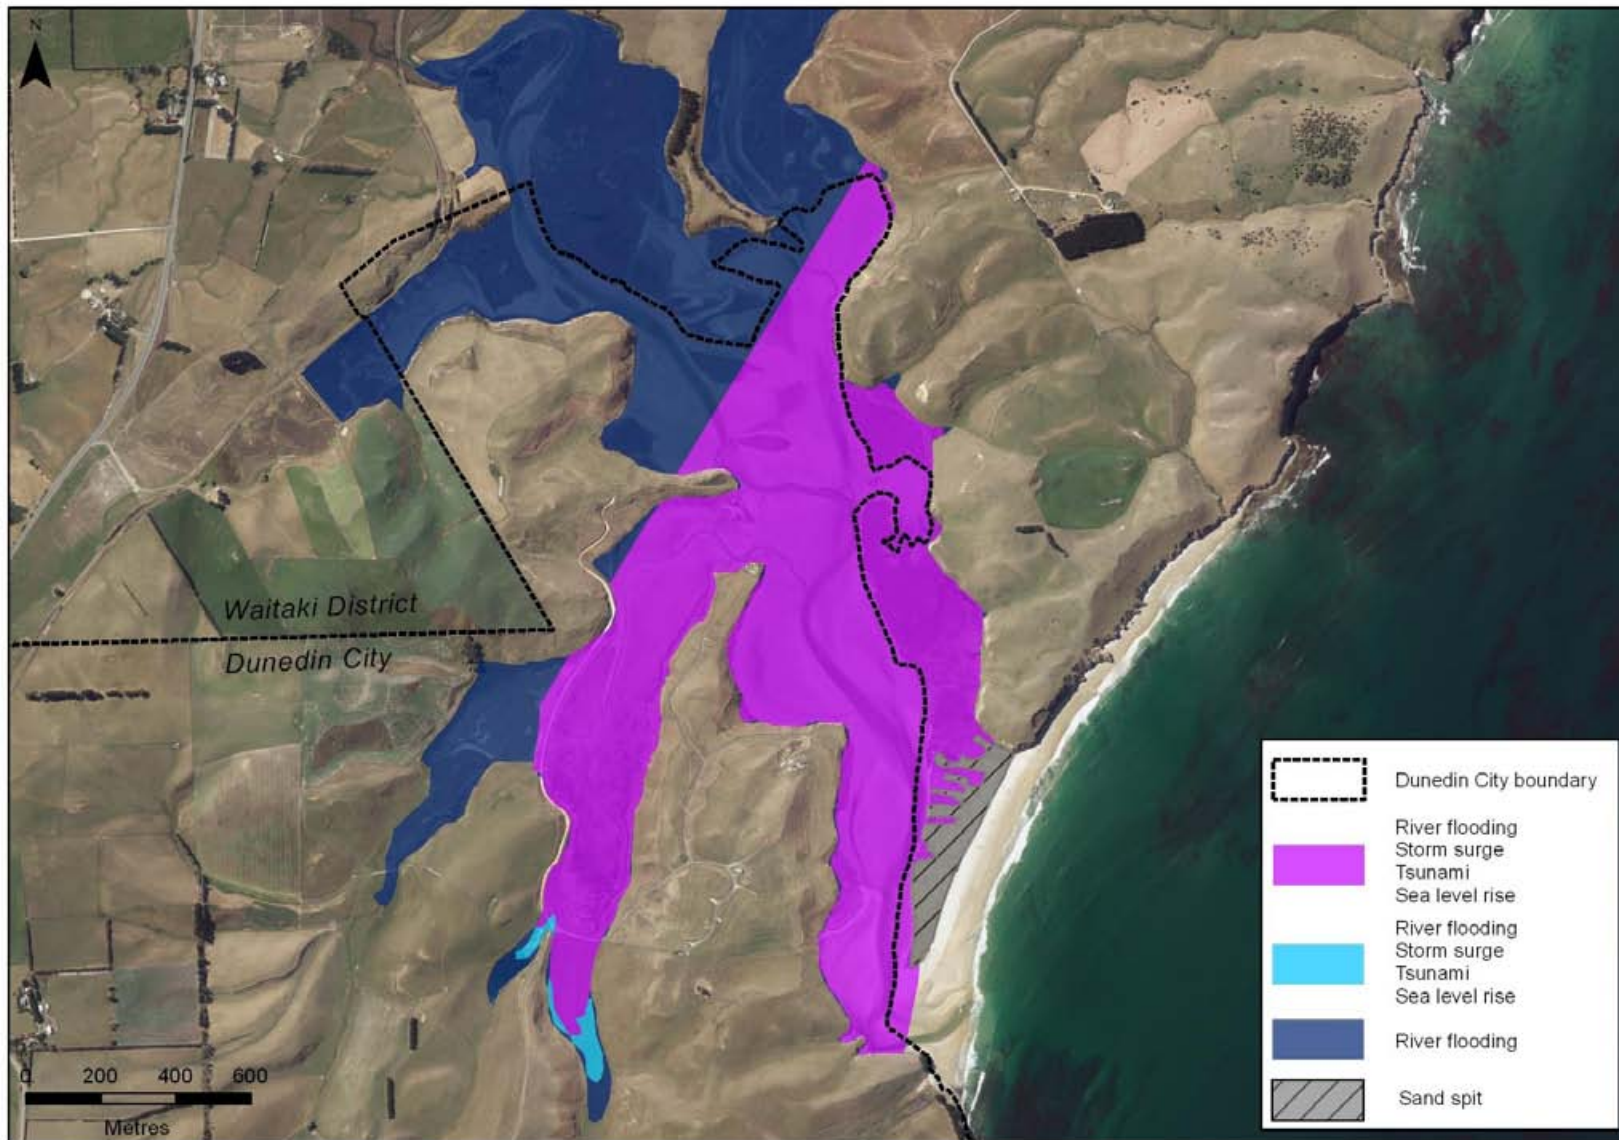 N
Waitaki District
Dunedin City
0 200 400 600
Metres
Dunedin City boundary
River flooding
Storm surge
Tsunami
Sea level rise
River flooding
Storm surge
Tsunami
Sea level rise
River flooding
Sand spit